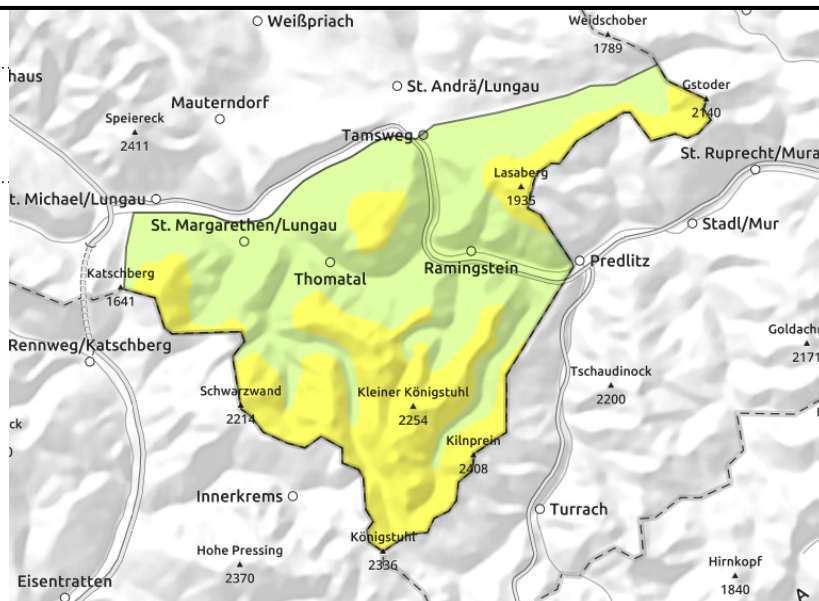 Weißpriach
Weidschober
1789
haus
St. Andrä/Lungau
Gstoder
2140
Mauterndorf
Speiereck
2411
Tamsweg
St. Ruprecht/Mura
Lasaberg
1935
t. Michael/Lungau
St. Margarethen/Lungau
Stadl/Mur
Ramingstein
Predlitz
Thomatal
Katschberg
1641
Goldach
2171
Rennweg/Katschberg
Tschaudinock
2200
Schwarzwand
2214
Kleiner Königstuhl
2254
ck
Kilnprein
2408
Innerkrems
Turrach
Königstuhl
2336
Hohe Pressing
2370
Hirnkopf
1840
Eisentratten